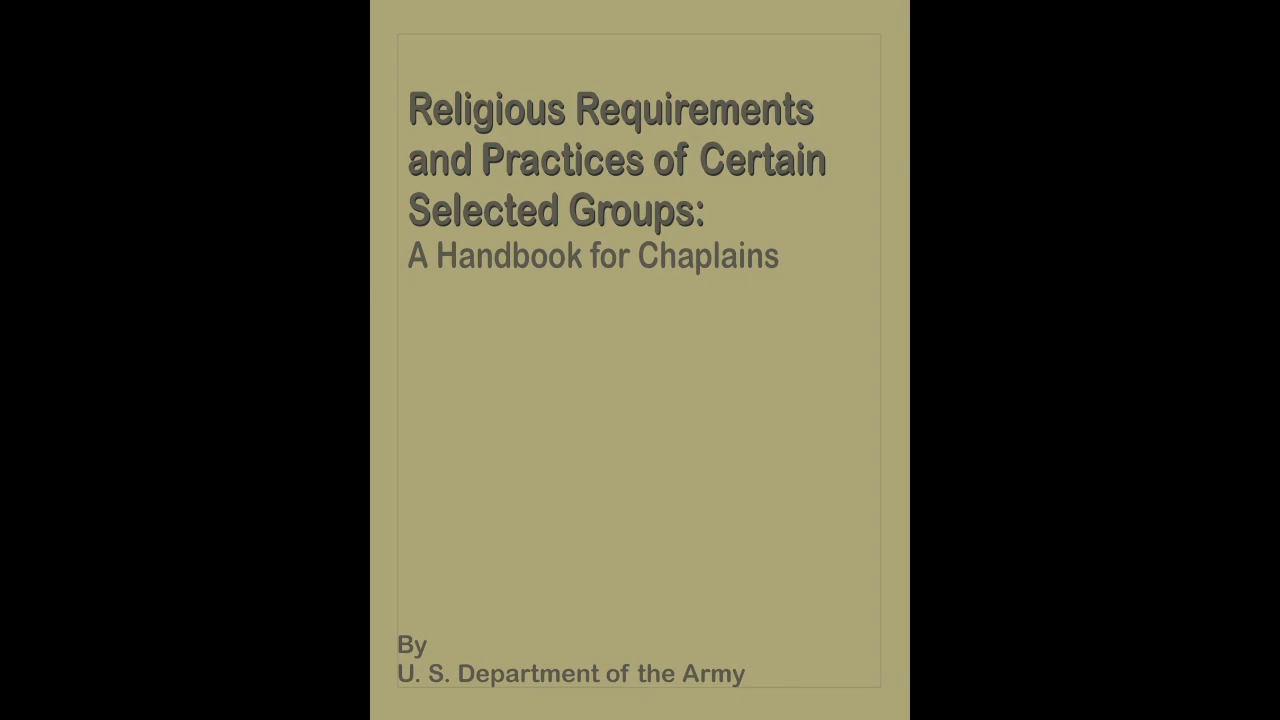 Religious Requirements
and Practices of Certain
Selected Groups:
A Handbook for Chaplains
By
U. S. Department of the Army